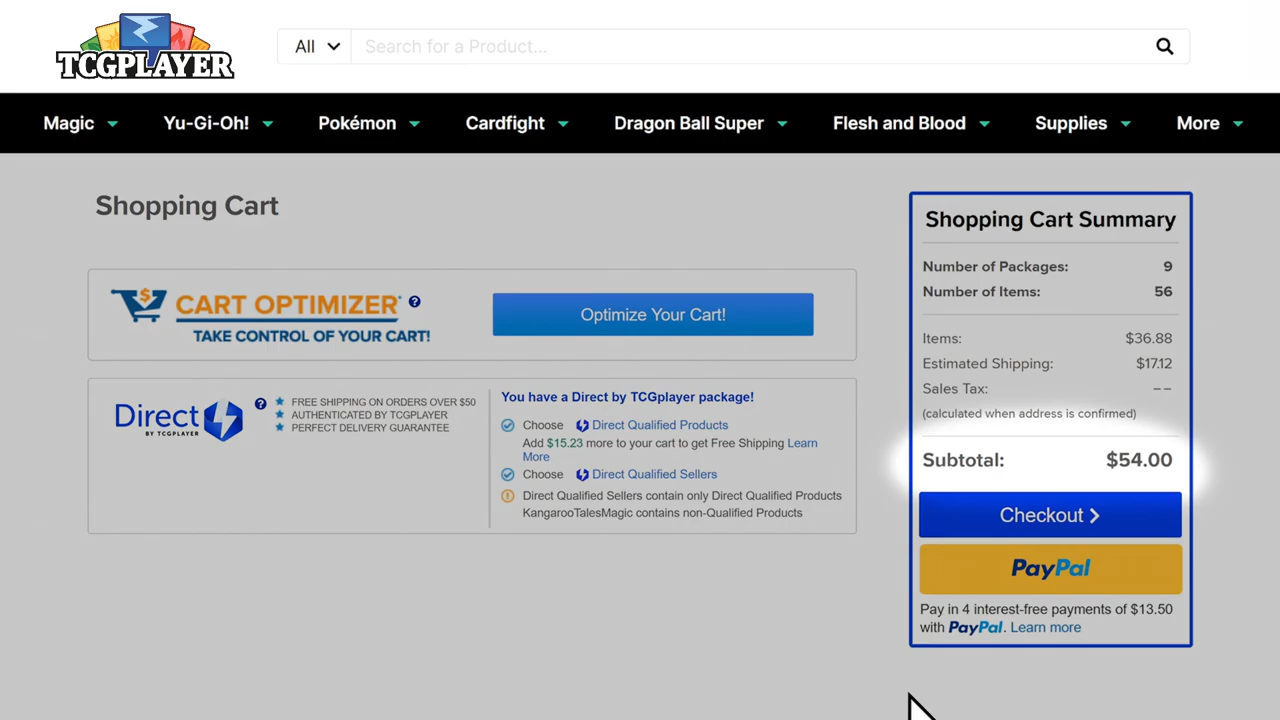 TCGPLAYER
All
Search for a Product...
Magic
Yu-Gi-Oh!
Pokémon
Cardfight
Dragon Ball Super
Flesh and Blood
Supplies
More
Shopping Cart
CART OPTIMIZER ?
TAKE CONTROL OF YOUR CART!
Optimize Your Cart!
Direct
BY TCGPLAYER
?
FREE SHIPPING ON ORDERS OVER $50
AUTHENTICATED BY TCGPLAYER
PERFECT DELIVERY GUARANTEE
You have a Direct by TCGplayer package!
Choose Direct Qualified Products
Add $15.23 more to your cart to get Free Shipping Learn
More
Choose Direct Qualified Sellers
Direct Qualified Sellers contain only Direct Qualified Products
KangarooTalesMagic contains non-Qualified Products
Shopping Cart Summary
Number of Packages: 9
Number of Items: 56
Items: $36.88
Estimated Shipping: $17.12
Sales Tax: --
(calculated when address is confirmed)
Subtotal: $54.00
Checkout
PayPal
Pay in 4 interest-free payments of $13.50
with PayPal. Learn more